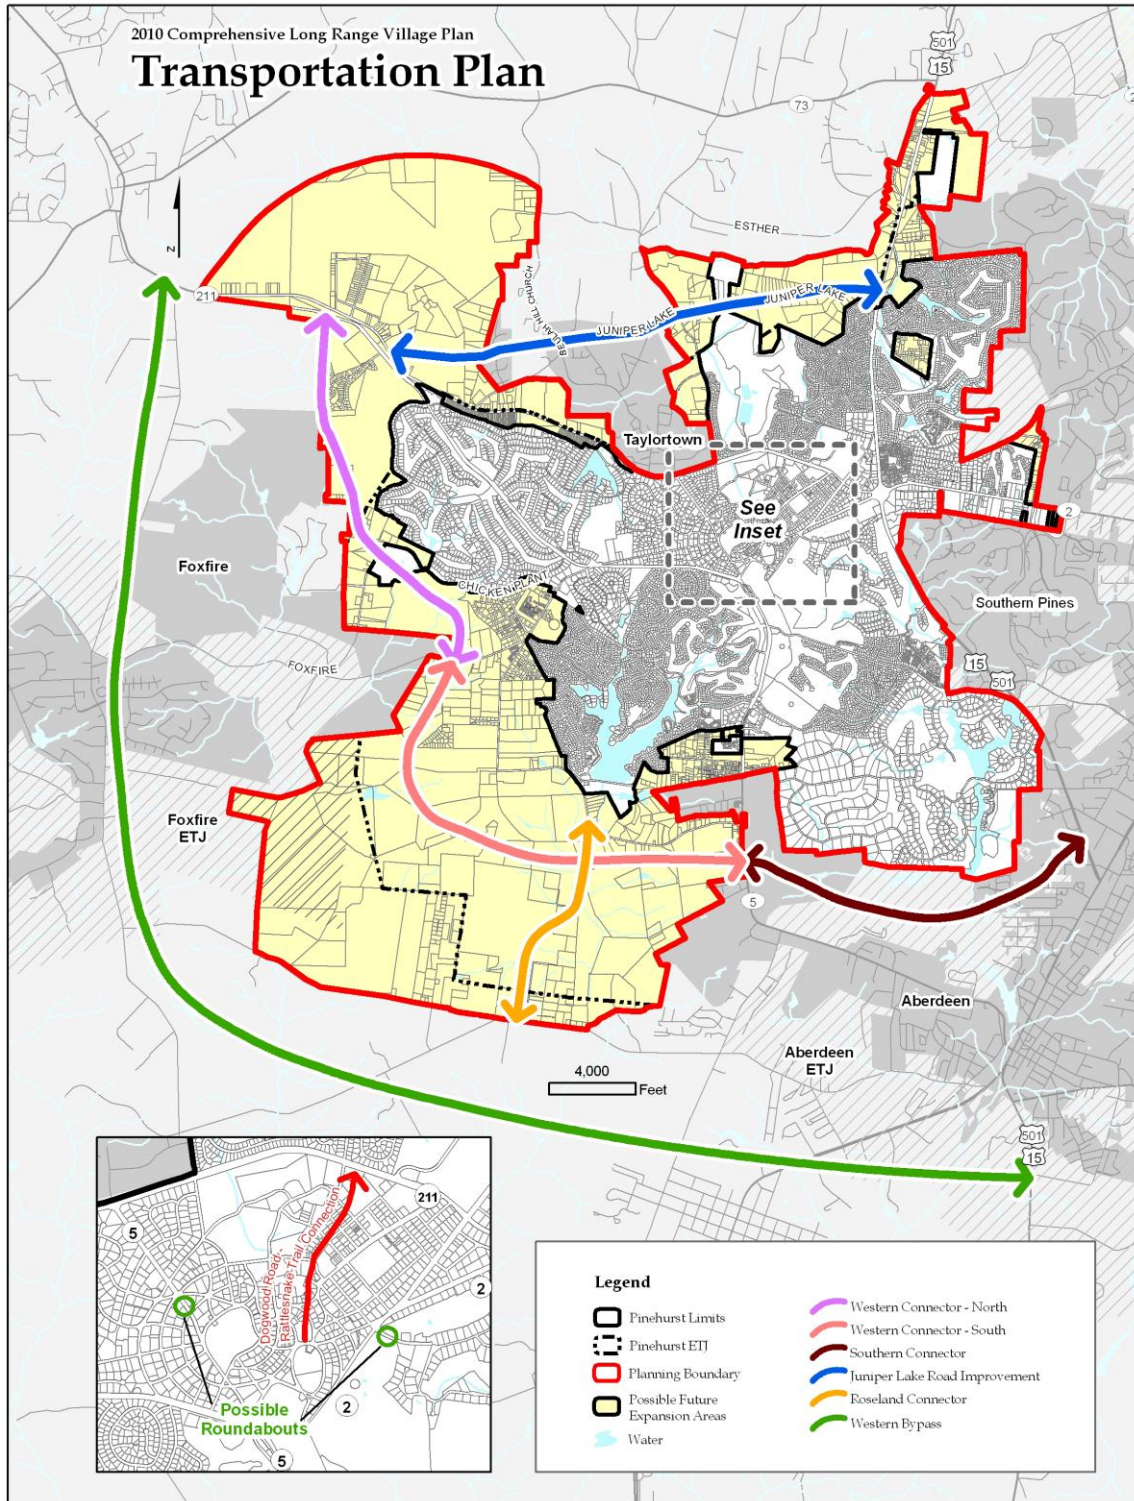 2010 Comprehensive Long Range Village Plan
Transportation Plan
501
15
73
2
N
ESTHER
211
BEULAH HILL CHURCH
JUNIPER LAKE
JUNIPER LAKE
Taylortown
See
Inset
2
Foxfire
CHICKEN PLAN
Southern Pines
FOXFIRE
15
501
Foxfire
ETJ
5
Aberdeen
Aberdeen
ETJ
4,000
Feet
501
15
211
5
Dogwood Road -
Rattlesnake Trail Connection
2
Possible
Roundabouts
2
5
Legend
Pinehurst Limits
Pinehurst ETJ
Planning Boundary
Possible Future
Expansion Areas
Water
Western Connector - North
Western Connector - South
Southern Connector
Juniper Lake Road Improvement
Roseland Connector
Western Bypass